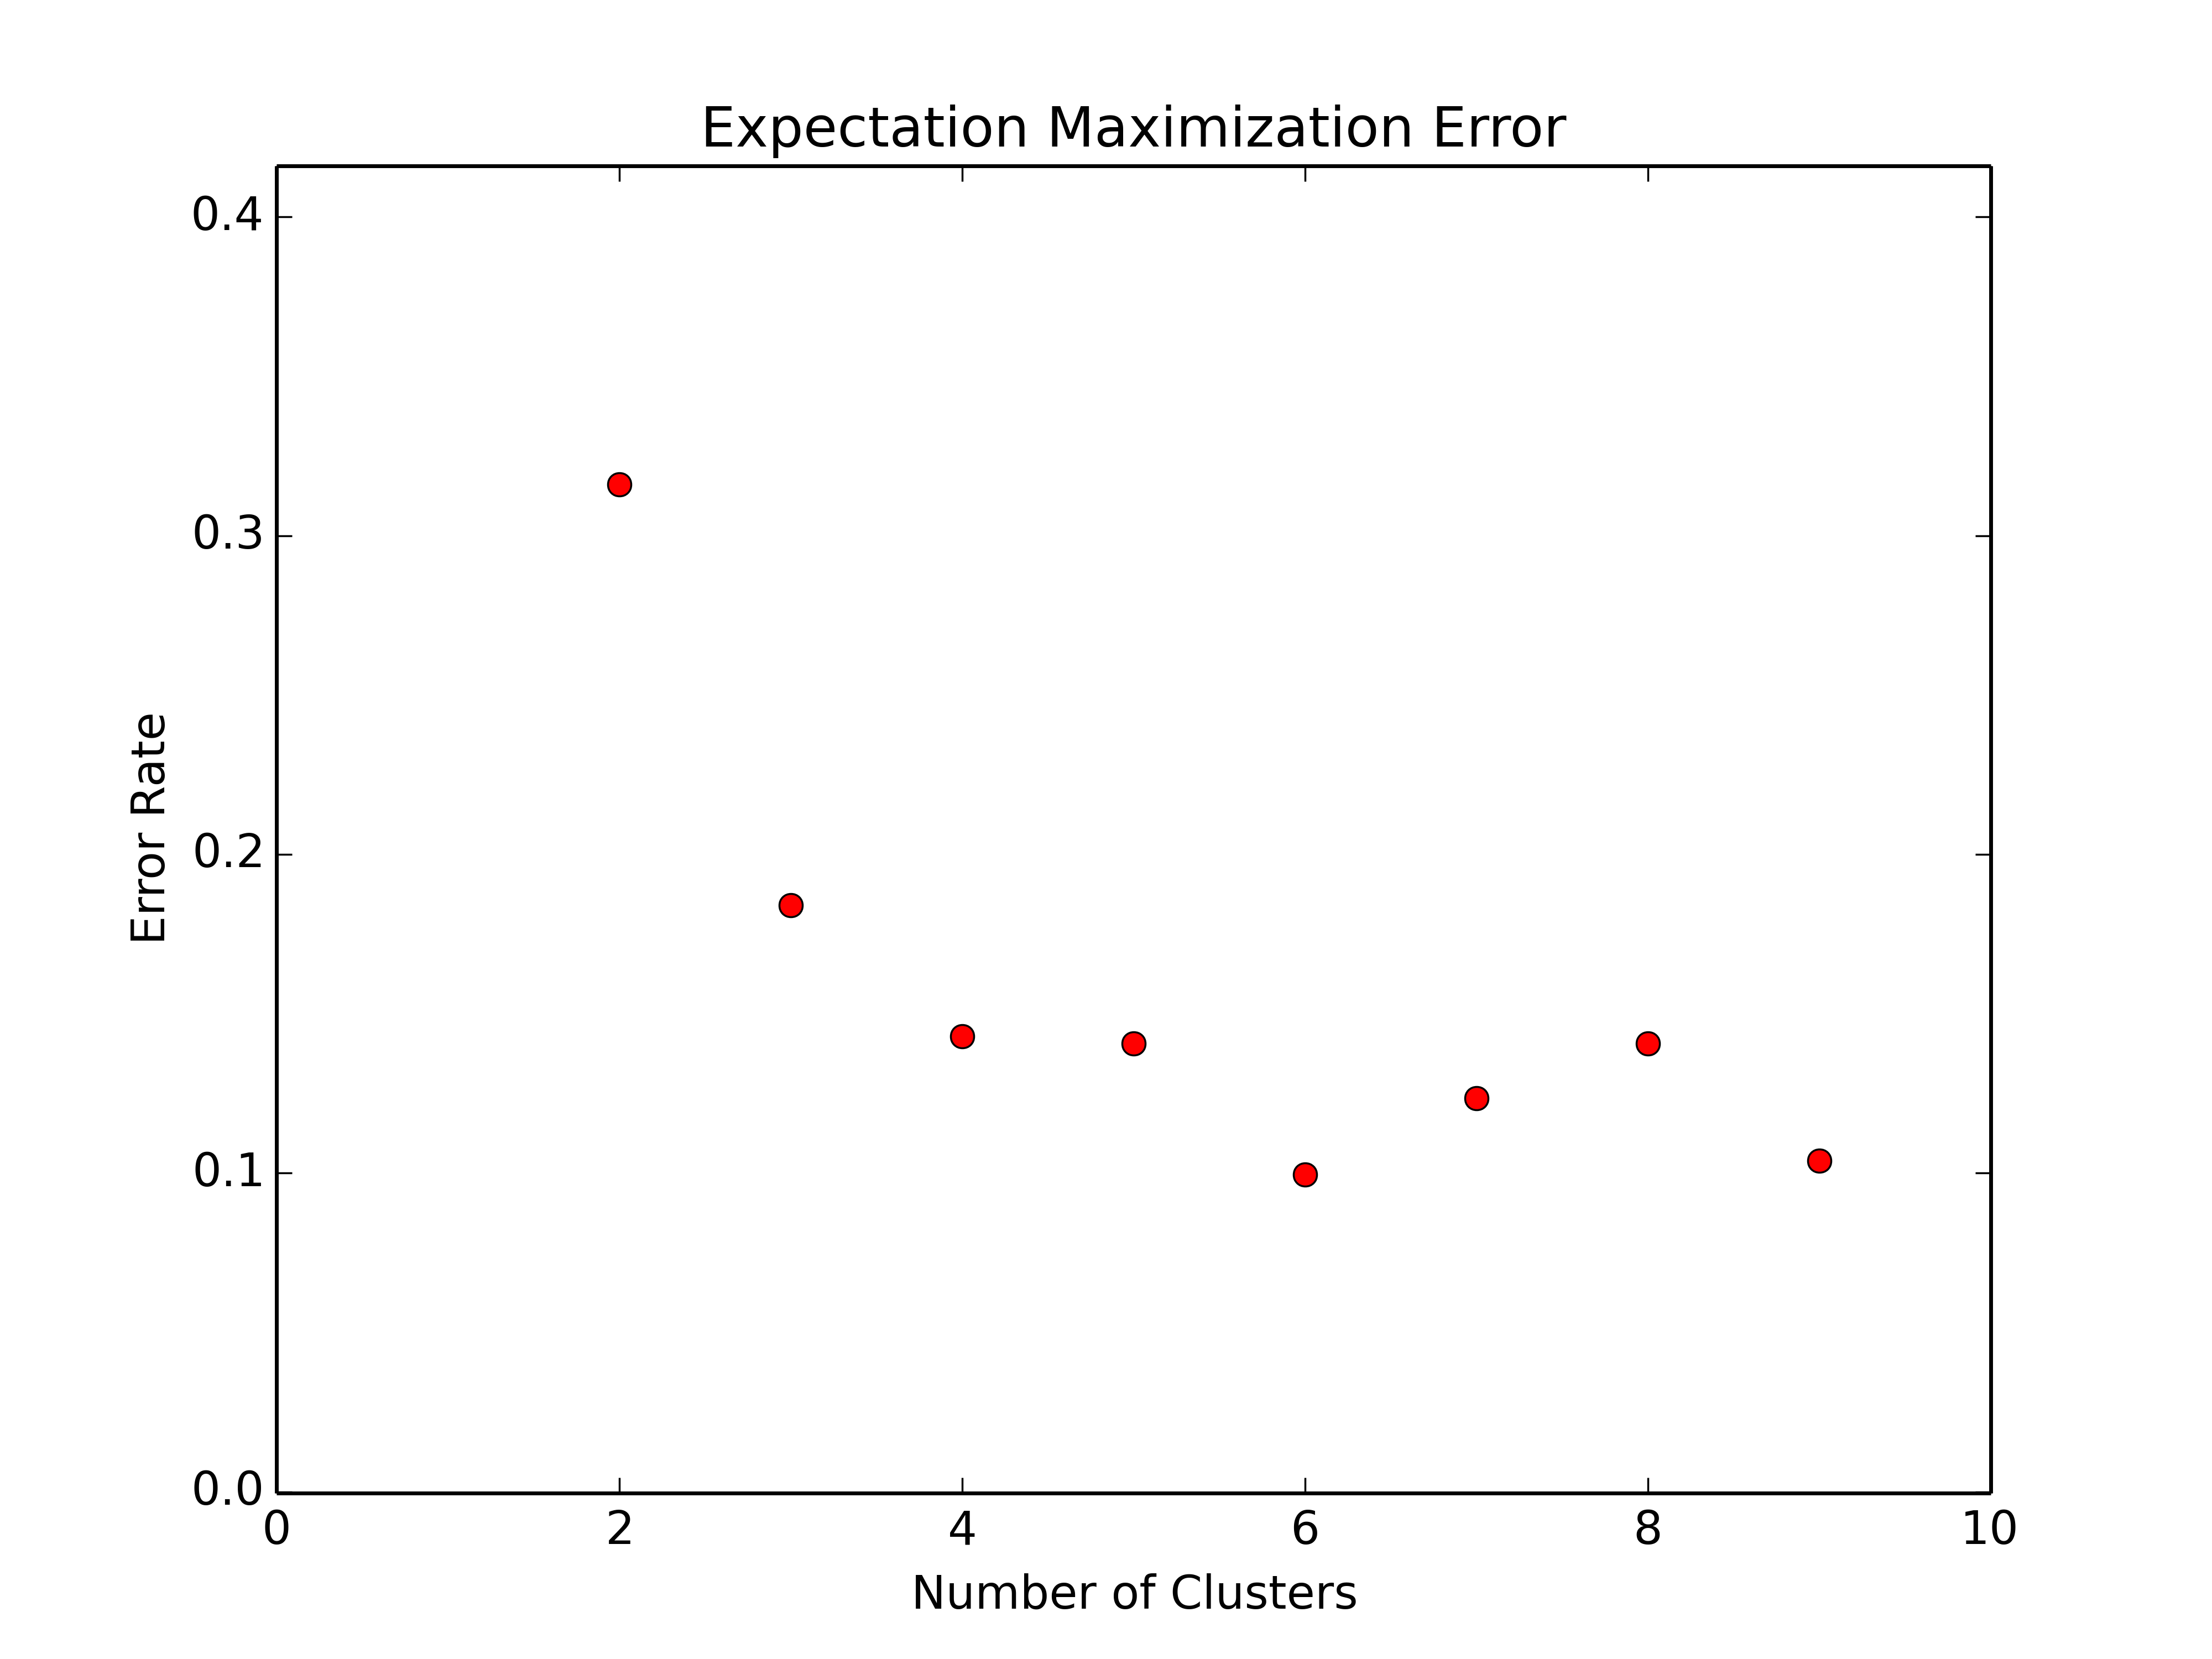 Expectation Maximization Error
0.4
0.3
0.2
0.1
0.0
Error Rate
0 2 4 6 8 10
Number of Clusters